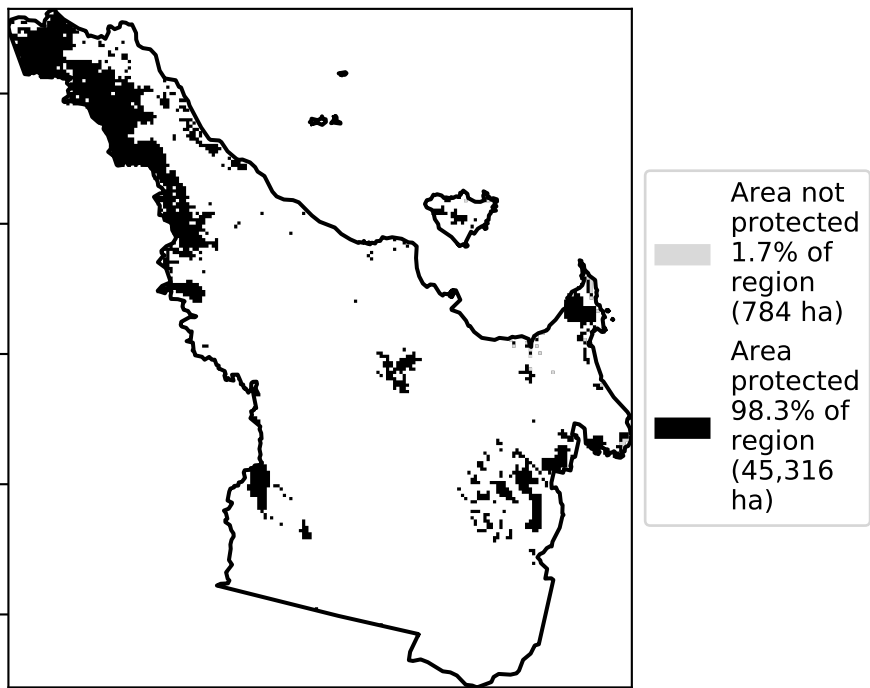 Area not
protected
1.7% of
region
(784 ha)
Area
protected
98.3% of
region
(45,316
ha)